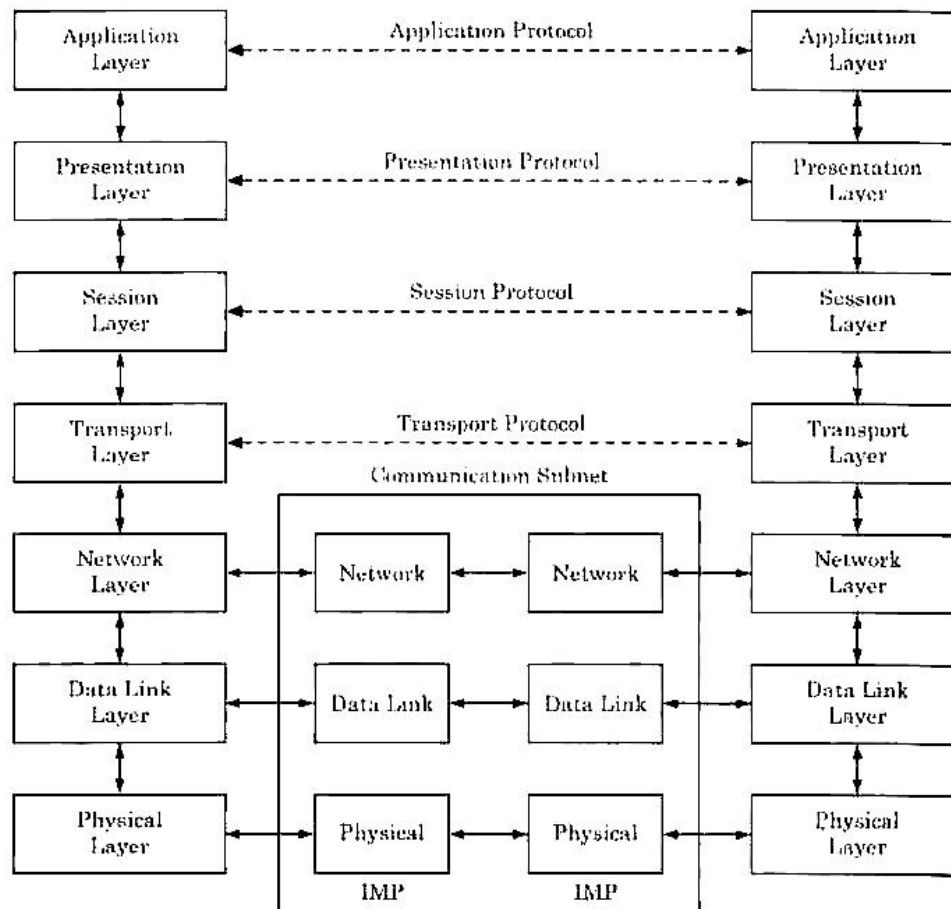 Application Layer
Application Protocol
Application Layer
Presentation Layer
Presentation Protocol
Presentation Layer
Session Layer
Session Protocol
Session Layer
Transport Layer
Transport Protocol
Transport Layer
Communication Subnet
Network Layer
Network
Network
Network Layer
Data Link Layer
Data Link
Data Link
Data Link Layer
Physical Layer
Physical
Physical
Physical Layer
IMP
IMP